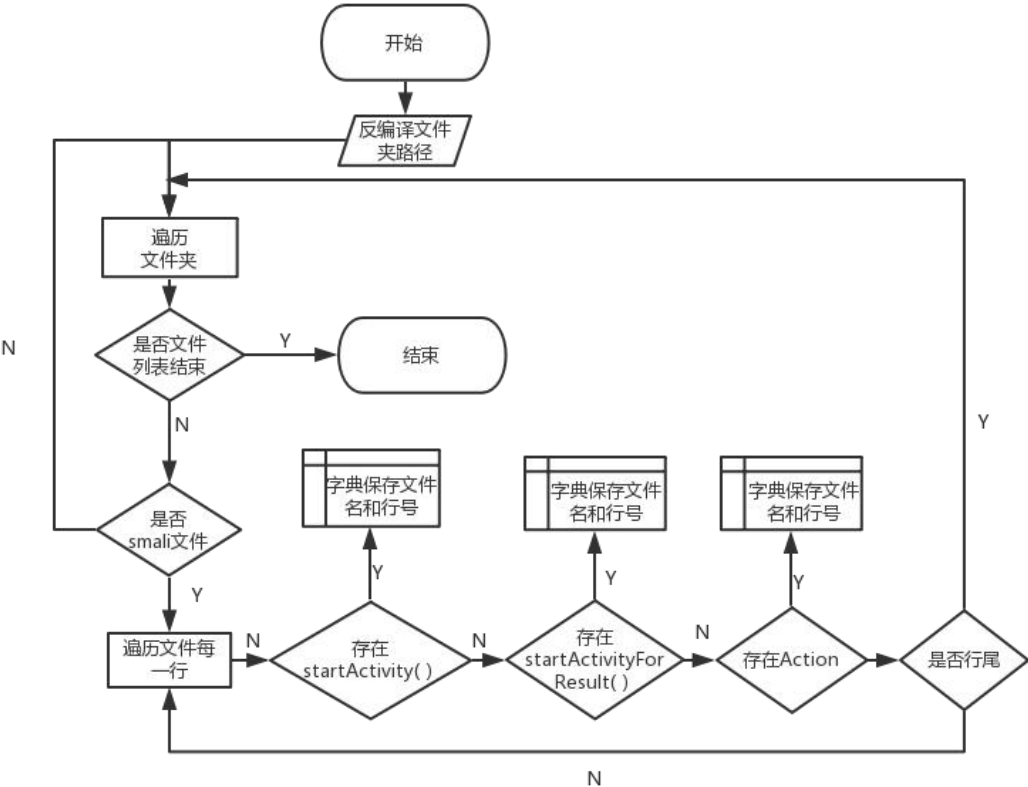 开始
反编译文件
夹路径
遍历
文件夹
是否文件
列表结束
Y
结束
N
N
Y
字典保存文件
名和行号
字典保存文件
名和行号
字典保存文件
名和行号
是否
smali文件
Y
Y
Y
Y
遍历文件每
一行
N
存在
startActivity( )
N
存在
startActivityFor
Result( )
N
存在Action
是否行尾
N